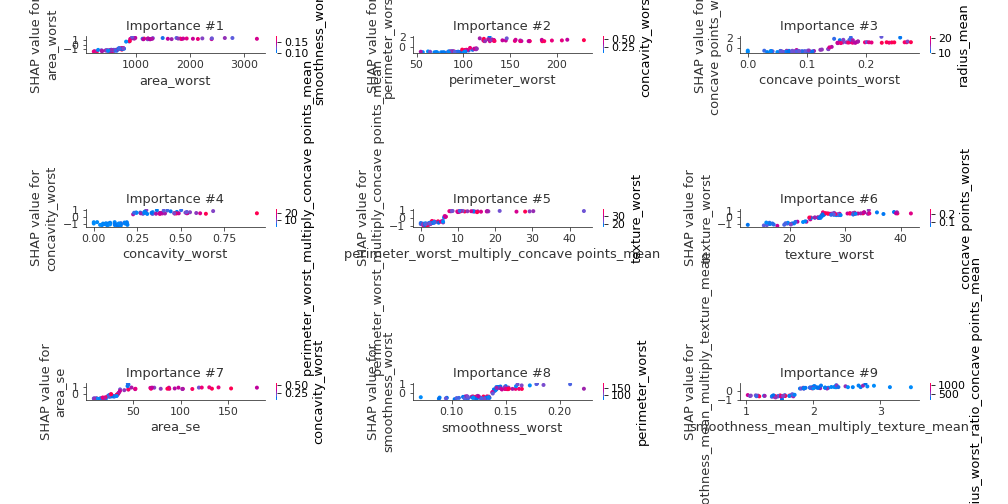 Importance #1
SHAP value for
area_worst
1
0
−1
1000
2000
3000
area_worst
0.15
0.10
smoothness_wor
Importance #2
SHAP value for
perimeter_worst
2
0
50
100
150
200
perimeter_worst
0.50
0.25
concavity_worst
Importance #3
SHAP value for
concave points_worst
2
0
0.0
0.1
0.2
concave points_worst
20
10
radius_mean
Importance #4
SHAP value for
concavity_worst
1
0
−1
0.00
0.25
0.50
0.75
concavity_worst
20
10
perimeter_worst_multiply_concave points_mean
Importance #5
SHAP value for
perimeter_worst_multiply_concave points_mean
1
0
−1
0
10
20
30
40
perimeter_worst_multiply_concave points_mean
30
20
texture_worst
Importance #6
SHAP value for
texture_worst
1
0
−1
20
30
40
texture_worst
0.2
0.1
concave points_worst
Importance #7
SHAP value for
area_se
1
0
50
100
150
area_se
0.50
0.25
concavity_worst
Importance #8
SHAP value for
smoothness_worst
1
0
0.10
0.15
0.20
smoothness_worst
150
100
perimeter_worst
Importance #9
SHAP value for
othness_mean_multiply_texture_mean
0
−1
1
2
3
smoothness_mean_multiply_texture_mean
1000
500
ius_worst_ratio_concave points_mean